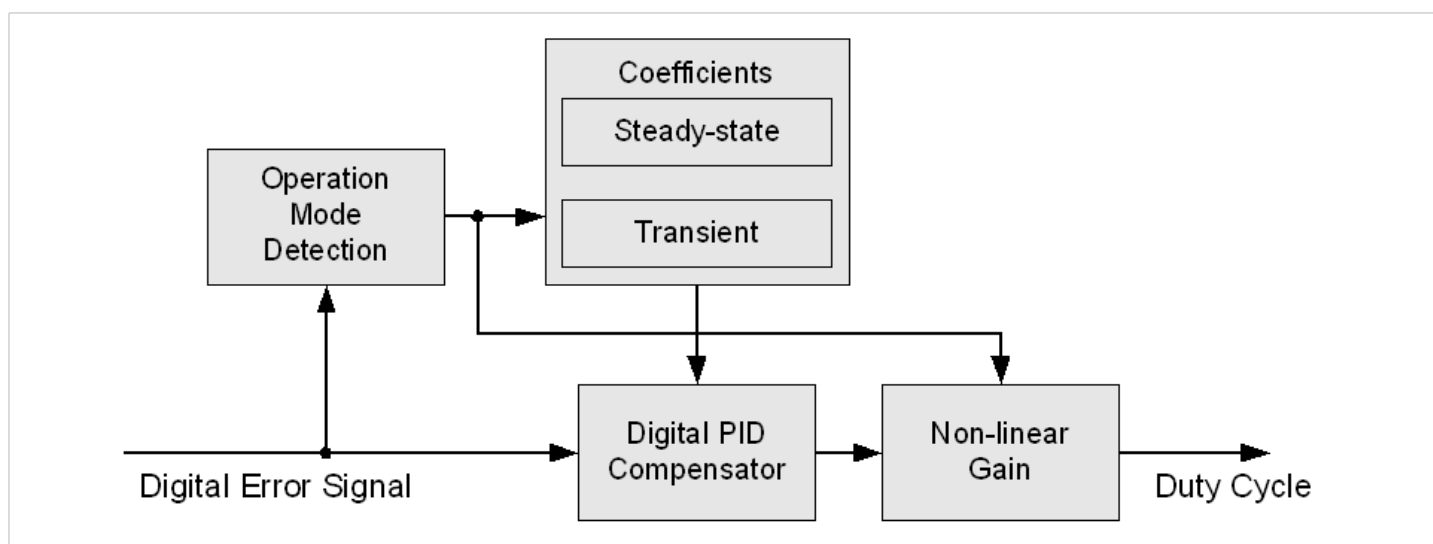 Coefficients
Steady-state
Transient
Operation
Mode
Detection
Digital PID
Compensator
Non-linear
Gain
Digital Error Signal
Duty Cycle